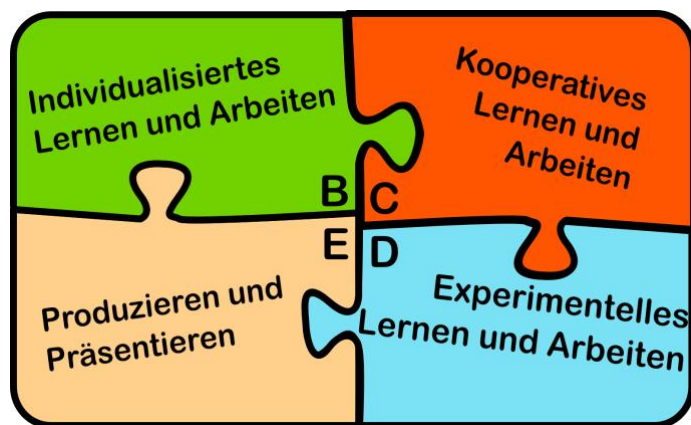 Individualisiertes
Lernen und Arbeiten
B
Kooperatives
Lernen und
Arbeiten
C
Produzieren und
Präsentieren
E
Experimentelles
Lernen und Arbeiten
D